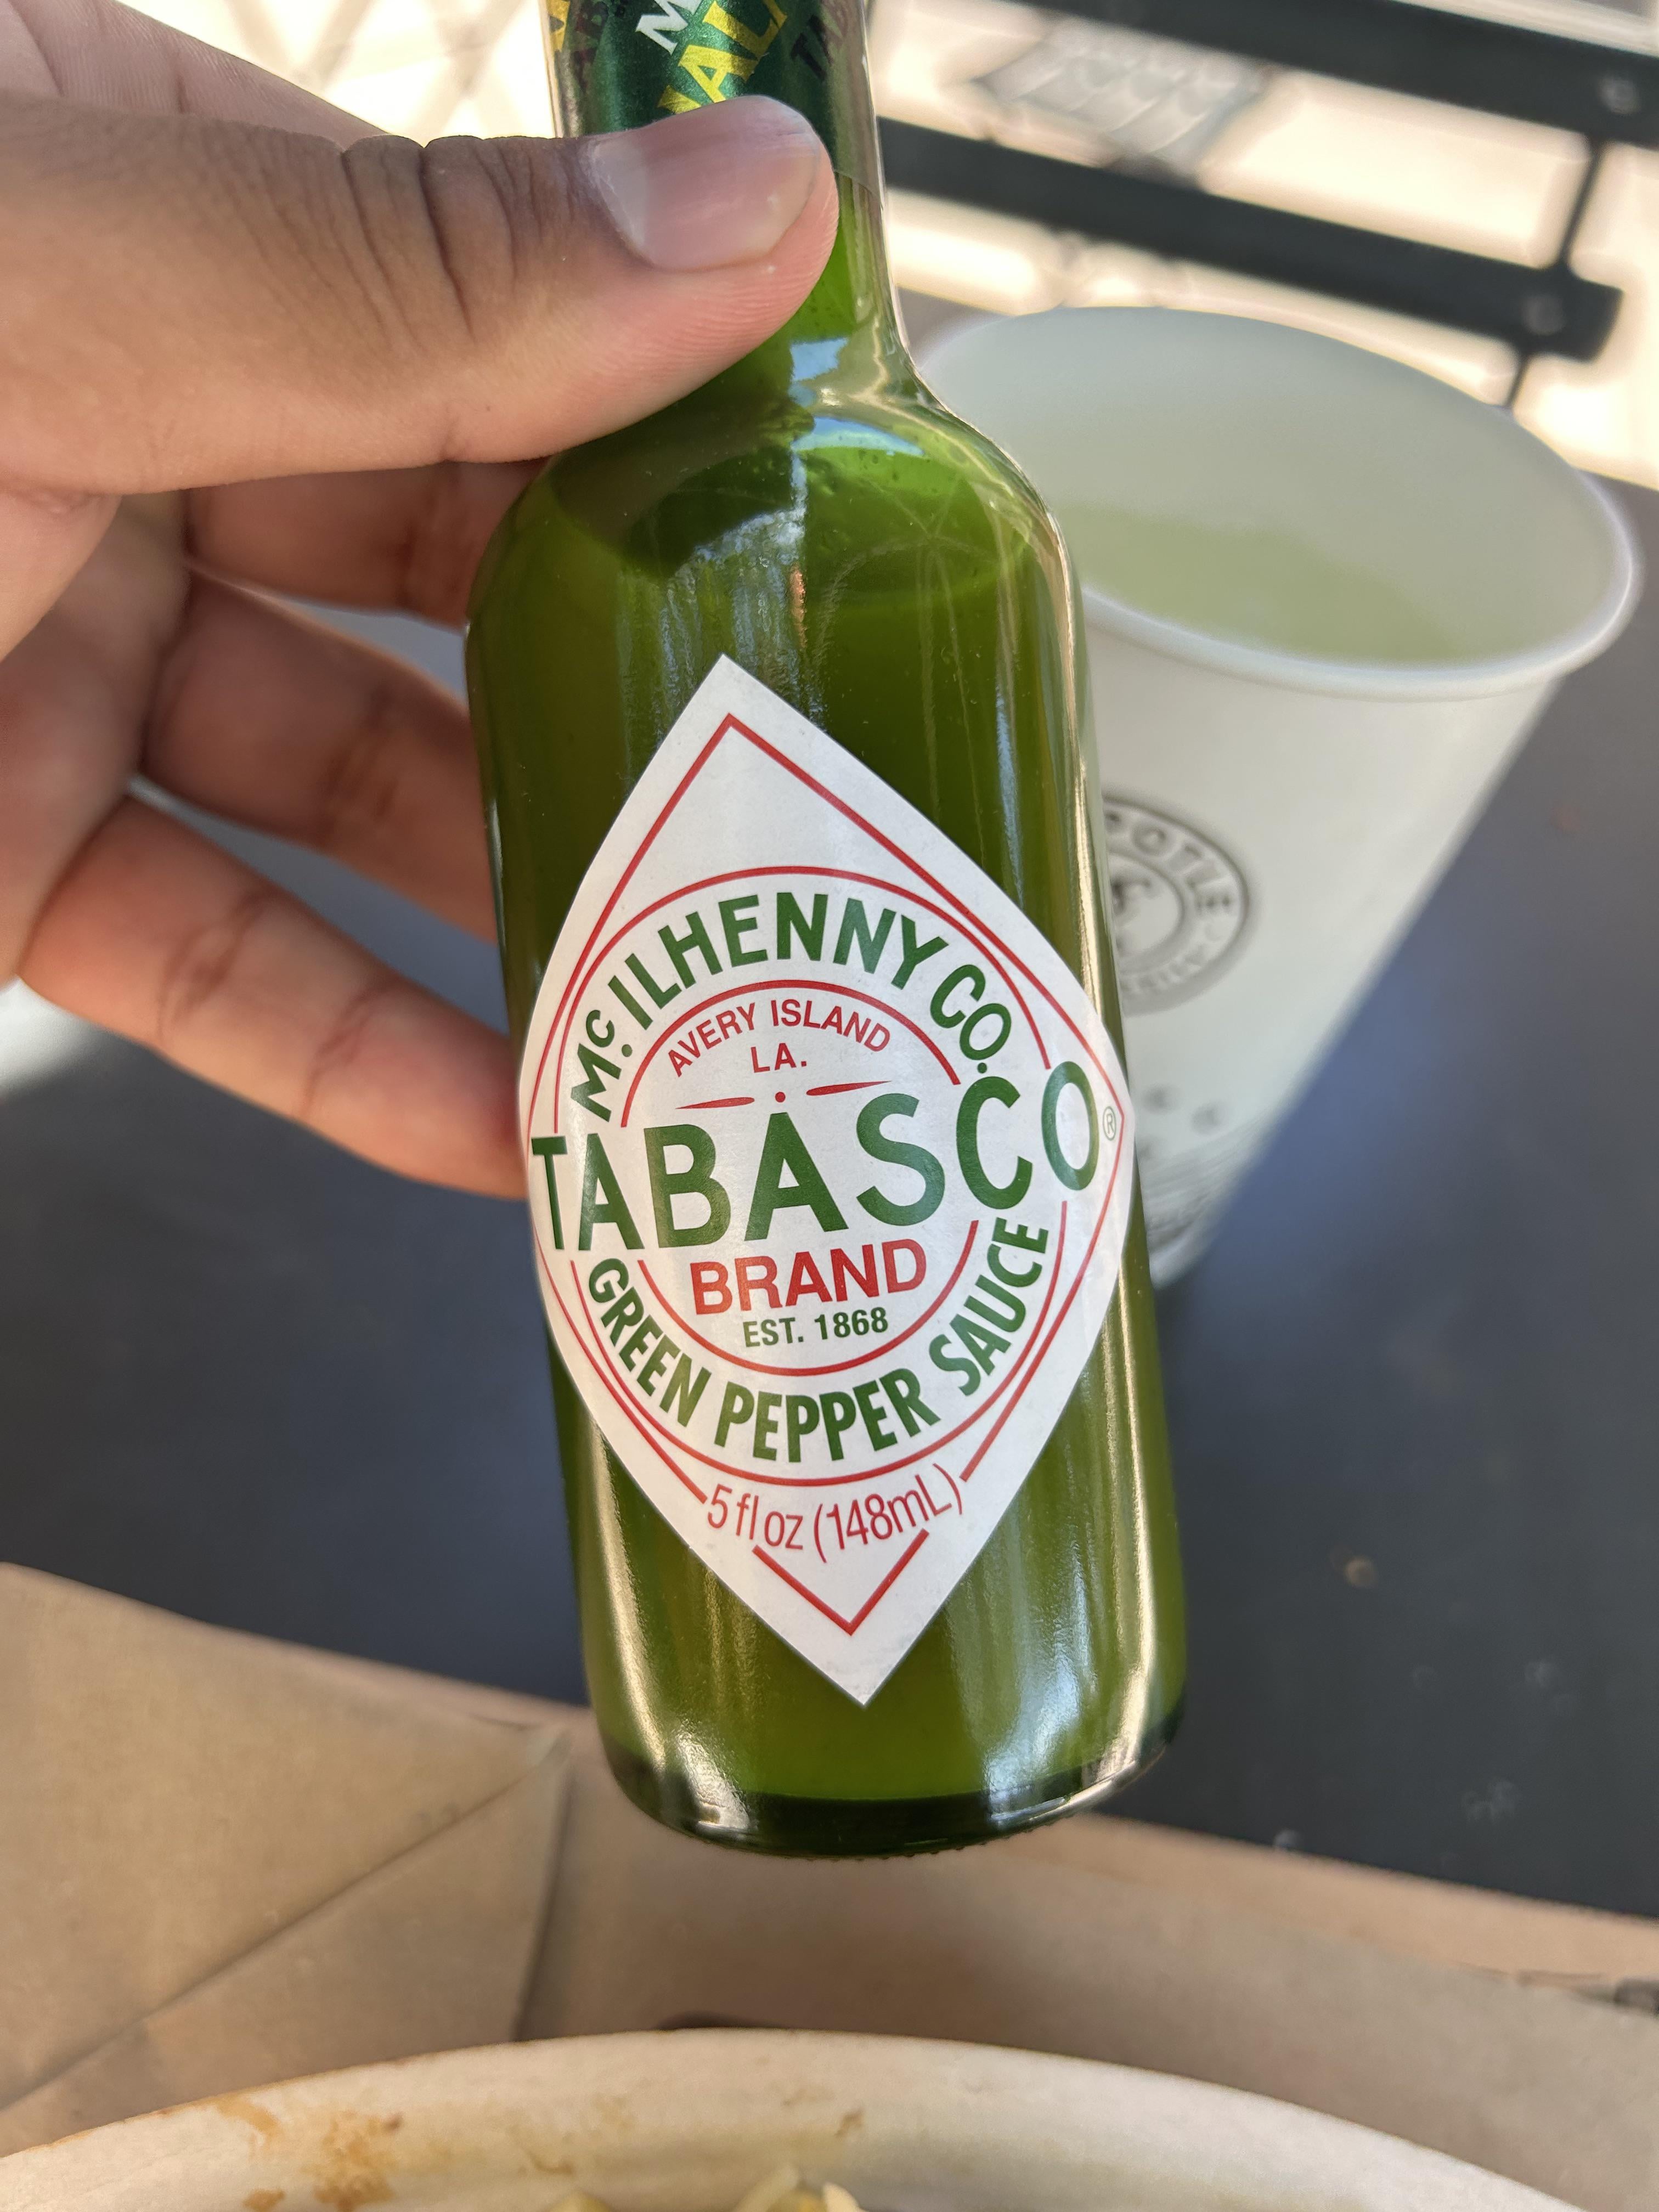 Mc. ILHENNY CO.
AVERY ISLAND
LA.
TABASCO®
BRAND
EST. 1868
GREEN PEPPER SAUCE
5 fl oz (148mL)